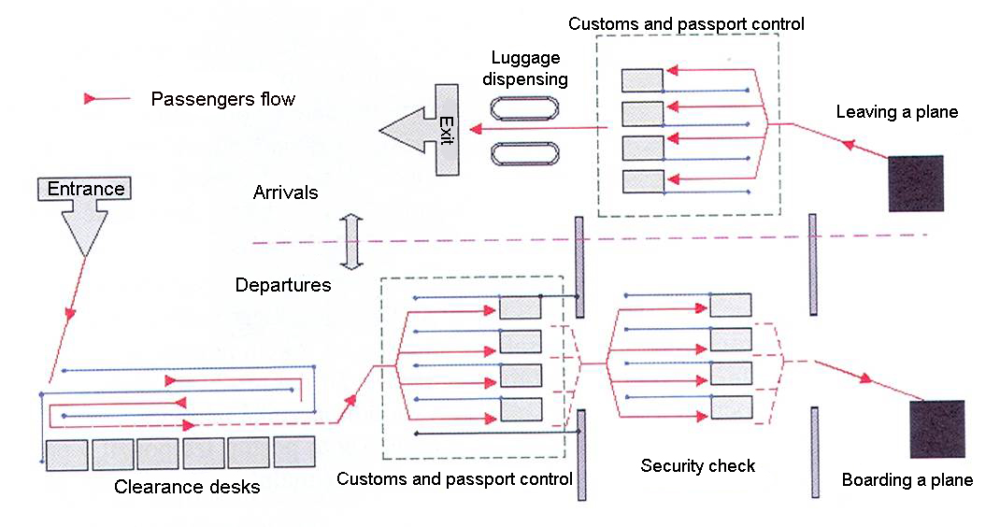 Customs and passport control
Luggage
dispensing
Passengers flow
Exit
Leaving a plane
Entrance
Arrivals
Departures
Clearance desks
Customs and passport control
Security check
Boarding a plane